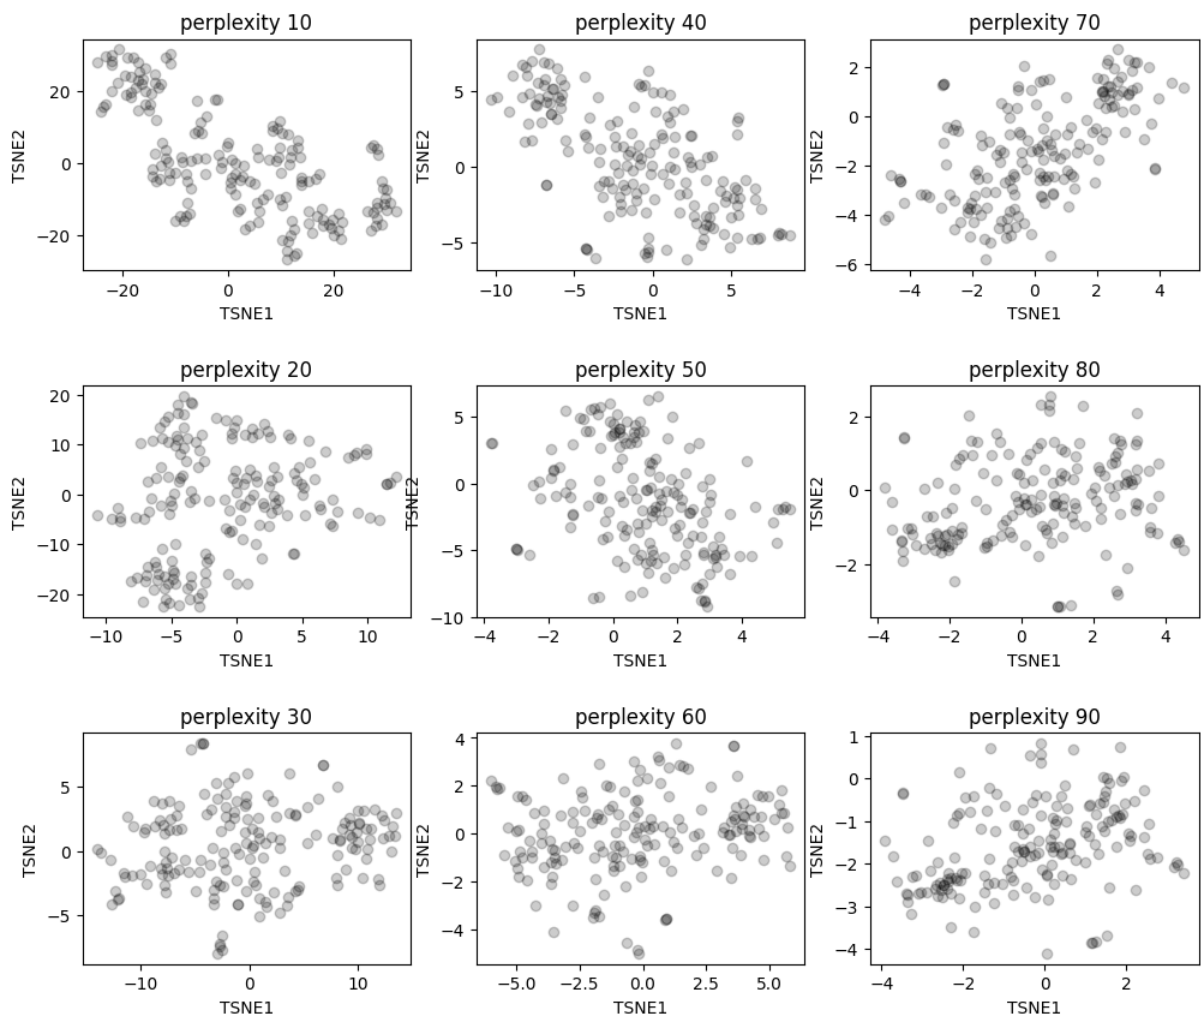 perplexity 10
20
0
−20
TSNE2
−20
0
20
TSNE1
perplexity 40
5
0
−5
TSNE2
−10
−5
0
5
TSNE1
perplexity 70
2
0
−2
−4
−6
TSNE2
−4
−2
0
2
4
TSNE1
perplexity 20
20
10
0
−10
−20
TSNE2
−10
−5
0
5
10
TSNE1
perplexity 50
5
0
−5
−10
TSNE2
−4
−2
0
2
4
TSNE1
perplexity 80
2
0
−2
TSNE2
−4
−2
0
2
4
TSNE1
perplexity 30
5
0
−5
TSNE2
−10
0
10
TSNE1
perplexity 60
4
2
0
−2
−4
TSNE2
−5.0
−2.5
0.0
2.5
5.0
TSNE1
perplexity 90
1
0
−1
−2
−3
−4
TSNE2
−4
−2
0
2
TSNE1